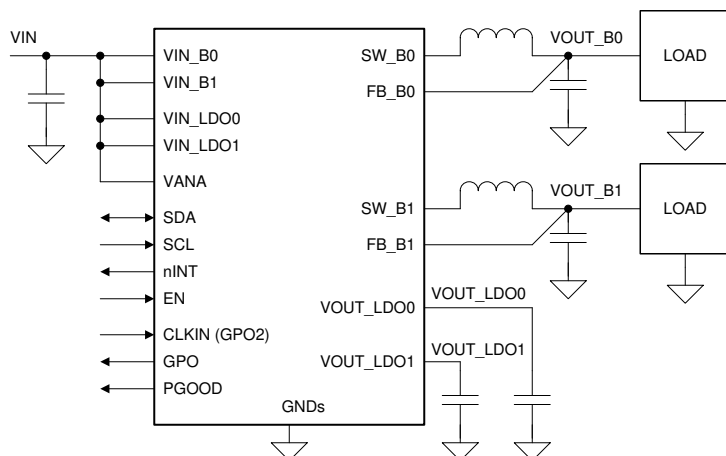 VIN
VIN_B0
VIN_B1
VIN_LDO0
VIN_LDO1
VANA
SDA
SCL
nINT
EN
CLKIN (GPO2)
GPO
PGOOD
GNDs
SW_B0
FB_B0
SW_B1
FB_B1
VOUT_LDO0
VOUT_LDO1
VOUT_B0
LOAD
VOUT_B1
LOAD
VOUT_LDO0
VOUT_LDO1